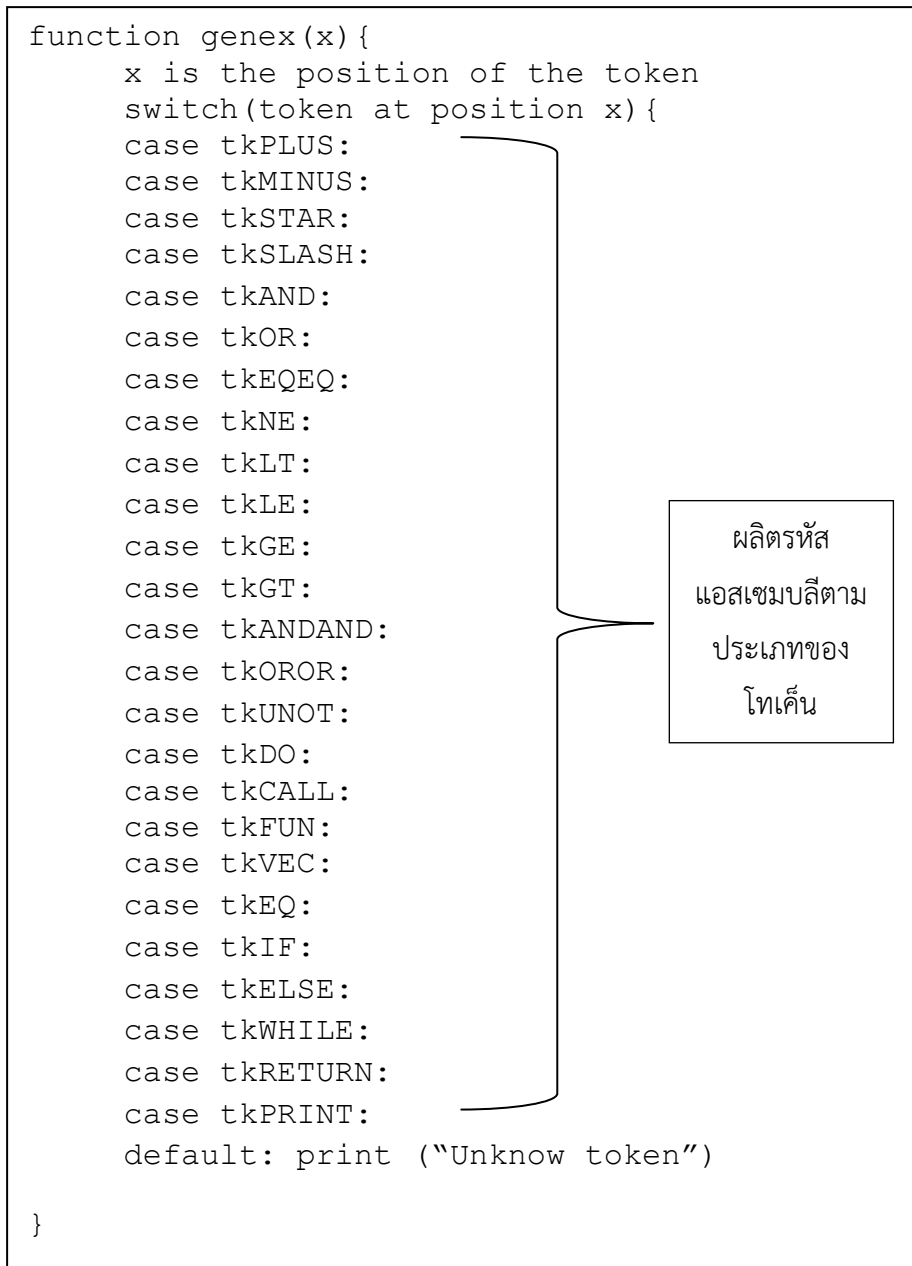 function genex(x){
x is the position of the token
switch(token at position x){
case tkPLUS:
case tkMINUS:
case tkSTAR:
case tkSLASH:
case tkAND:
case tkOR:
case tkEQEQ:
case tkNE:
case tkLT:
case tkLE:
case tkGE:
case tkGT:
case tkANDAND:
case tkOROR:
case tkUNOT:
case tkDO:
case tkCALL:
case tkFUN:
case tkVEC:
case tkEQ:
case tkIF:
case tkELSE:
case tkWHILE:
case tkRETURN:
case tkPRINT:
default: print (“Unknow token”)
}
ผลิตรหัส
แอสเซมบลีตาม
ประเภทของ
โทเค็น